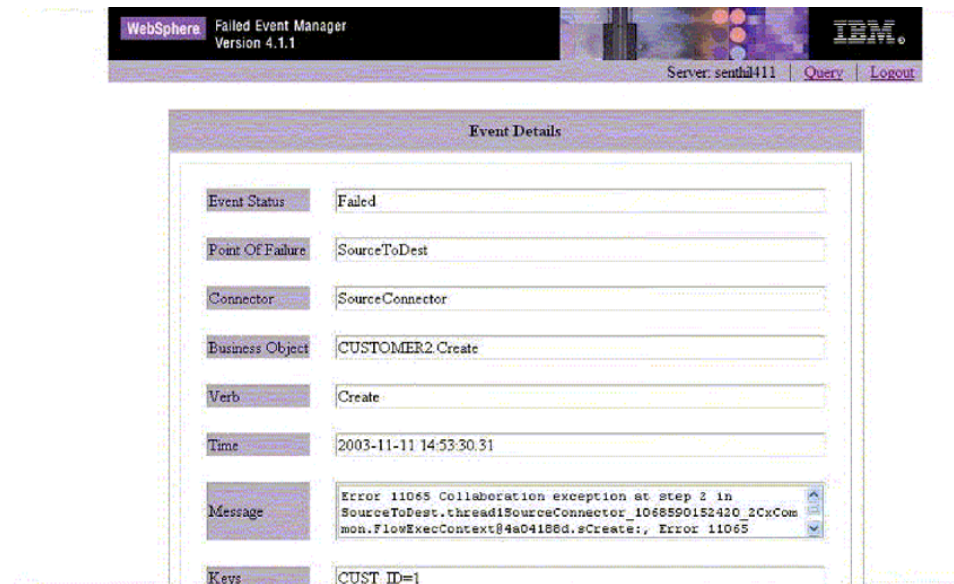 WebSphere Failed Event Manager
Version 4.1.1
IBM.
Server: senthil411 | Query | Logout
Event Details
Event Status Failed
Point Of Failure SourceToDest
Connector SourceConnector
Business Object CUSTOMER2.Create
Verb Create
Time 2003-11-11 14:53:30.31
Message Error 11065 Collaboration exception at step 2 in
SourceToDest.thread1SourceConnector_1068590152420_2CxCom
mon.FlowExecContext@4a04188d.sCreate:, Error 11065
Keys CUST_ID=1